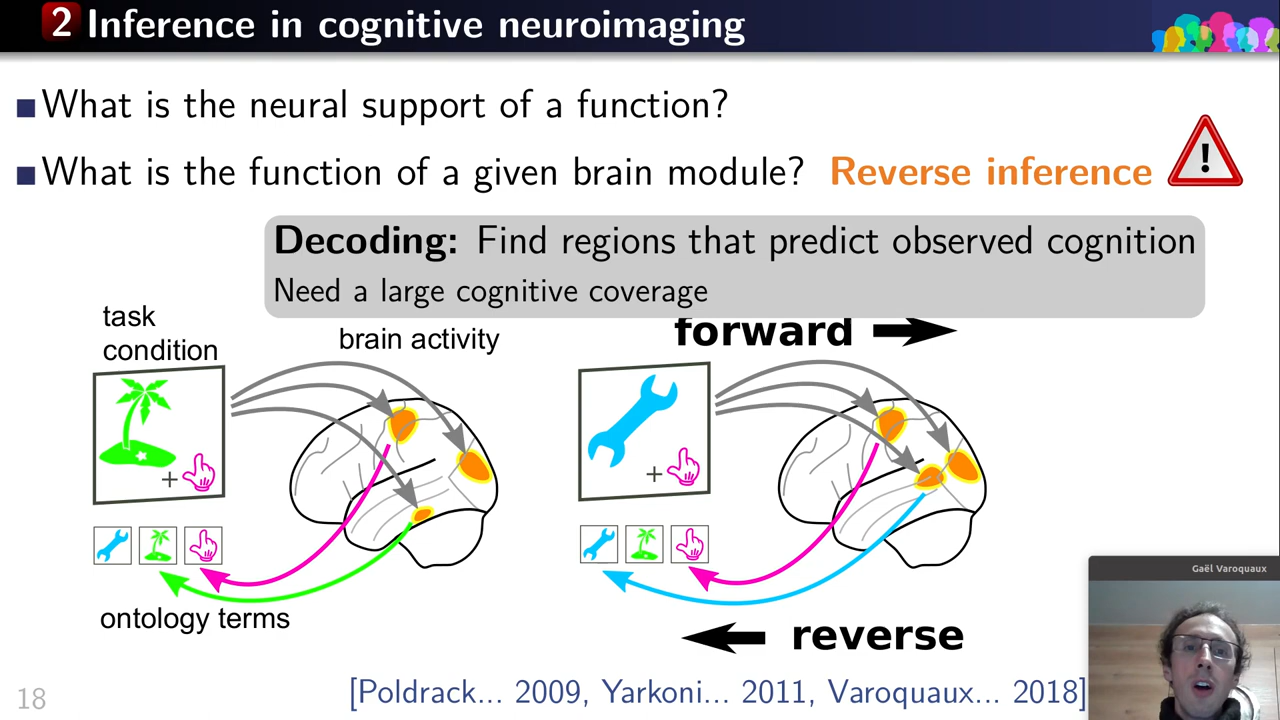 2 Inference in cognitive neuroimaging
■What is the neural support of a function?
■What is the function of a given brain module? Reverse inference !
Decoding: Find regions that predict observed cognition
Need a large cognitive coverage
task
condition
brain activity
forward
+
+
ontology terms
reverse
Gaël Varoquaux
18
[Poldrack... 2009, Yarkoni... 2011, Varoquaux... 2018]